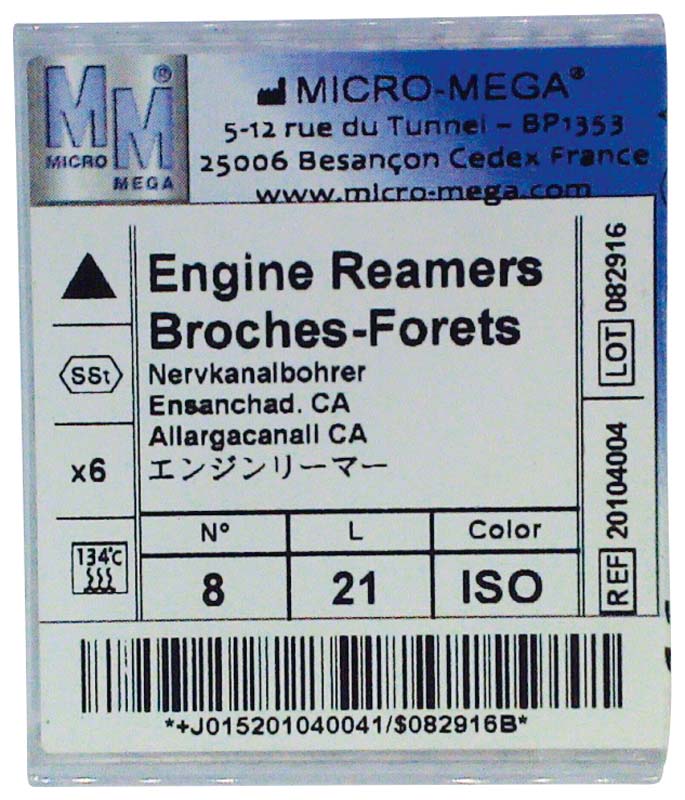 MM®
MICRO
MEGA
MICRO-MEGA®
5-12 rue du Tunnel – BP1353
25006 Besançon Cedex France
www.micro-mega.com
Engine Reamers
Broches-Forets
Nervkanalbohrer
Ensanchad. CA
Allargacanall CA
エンジンリーマー
SSt
x6
134°C
N° L Color
8 21 ISO
LOT 082916
REF 20104004
*+J015201040041/$082916B*